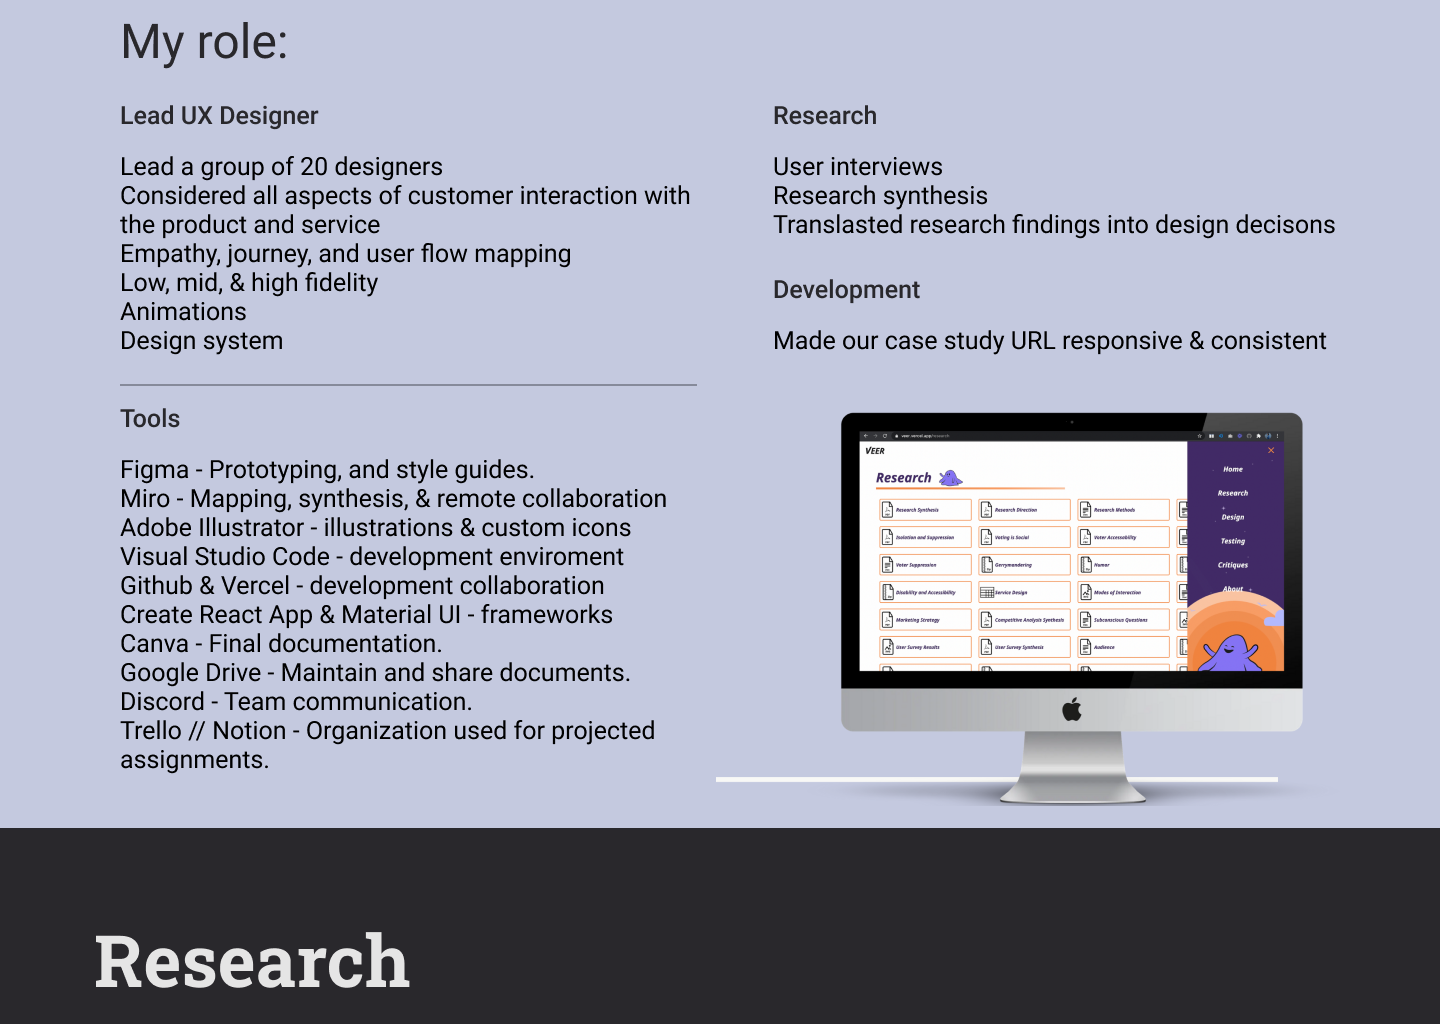 My role:
Lead UX Designer
Lead a group of 20 designers
Considered all aspects of customer interaction with
the product and service
Empathy, journey, and user flow mapping
Low, mid, & high fidelity
Animations
Design system
Tools
Figma - Prototyping, and style guides.
Miro - Mapping, synthesis, & remote collaboration
Adobe Illustrator - illustrations & custom icons
Visual Studio Code - development enviroment
Github & Vercel - development collaboration
Create React App & Material UI - frameworks
Canva - Final documentation.
Google Drive - Maintain and share documents.
Discord - Team communication.
Trello // Notion - Organization used for projected
assignments.
Research
User interviews
Research synthesis
Translasted research findings into design decisons
Development
Made our case study URL responsive & consistent
veer.vercel.app/research
VEER
Research
Research Synthesis
Research Direction
Research Methods
Isolation and Suppression
Voting is Social
Voter Accessability
Voter Suppression
Gerrymandering
Humor
Disability and Accessibility
Service Design
Modes of Interaction
Marketing Strategy
Competitive Analysis Synthesis
Subconscious Questions
User Survey Results
User Survey Synthesis
Audience
Home
Research
Design
Testing
Critiques
About
Research